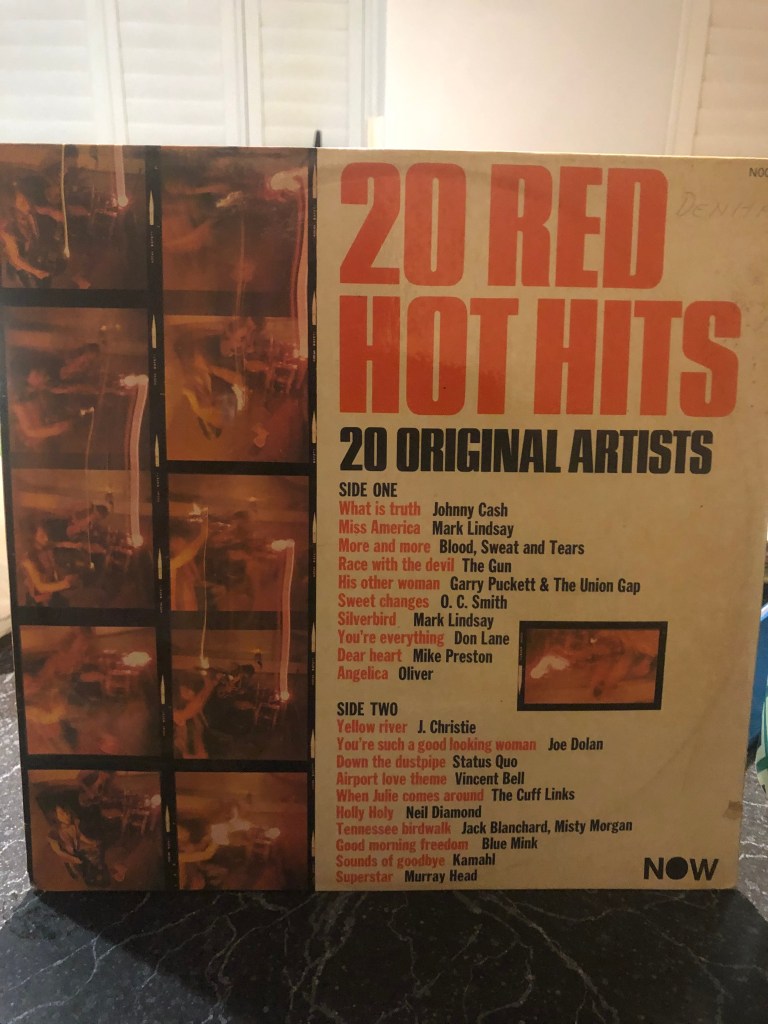 N00
20 RED
HOT HITS
20 ORIGINAL ARTISTS
SIDE ONE
What is truth Johnny Cash
Miss America Mark Lindsay
More and more Blood, Sweat and Tears
Race with the devil The Gun
His other woman Garry Puckett & The Union Gap
Sweet changes O. C. Smith
Silverbird Mark Lindsay
You're everything Don Lane
Dear heart Mike Preston
Angelica Oliver
SIDE TWO
Yellow river J. Christie
You're such a good looking woman Joe Dolan
Down the dustpipe Status Quo
Airport love theme Vincent Bell
When Julie comes around The Cuff Links
Holly Holy Neil Diamond
Tennessee birdwalk Jack Blanchard, Misty Morgan
Good morning freedom Blue Mink
Sounds of goodbye Kamahl
Superstar Murray Head
NOW